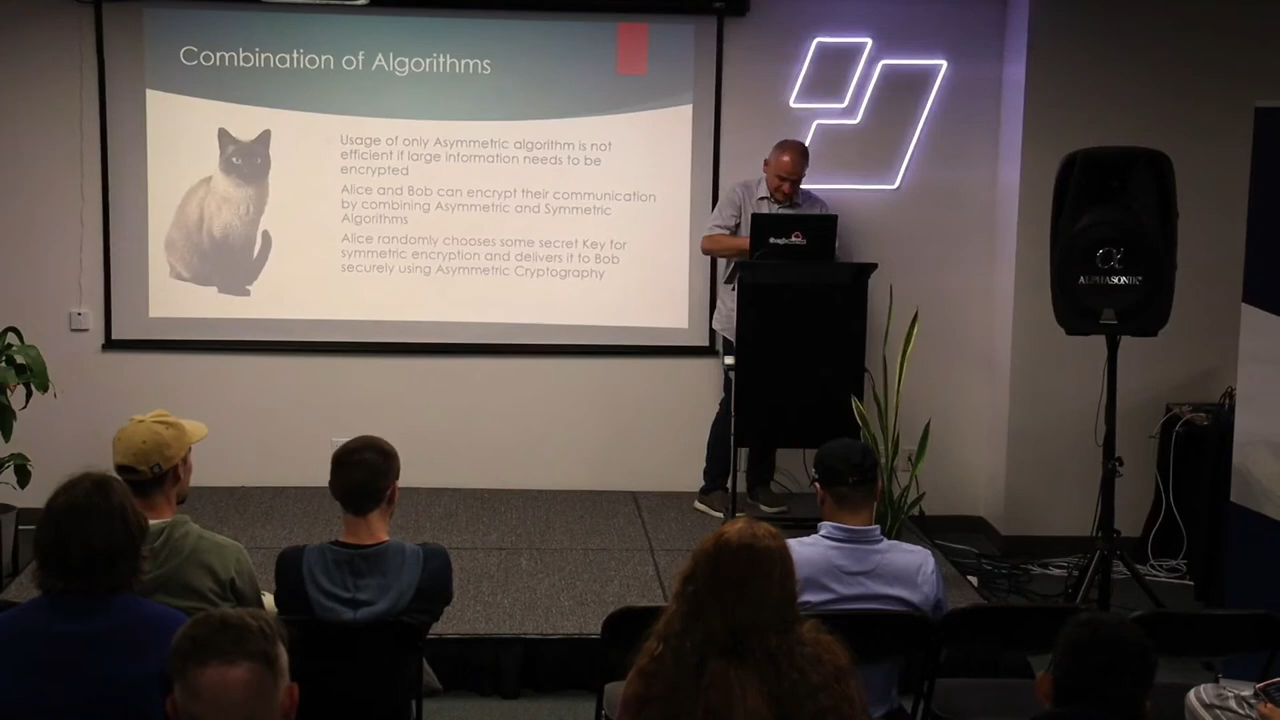 Combination of Algorithms
Usage of only Asymmetric algorithm is not
efficient if large information needs to be
encrypted
Alice and Bob can encrypt their communication
by combining Asymmetric and Symmetric
Algorithms
Alice randomly chooses some secret Key for
symmetric encryption and delivers it to Bob
securely using Asymmetric Cryptography
ALPHASONIK